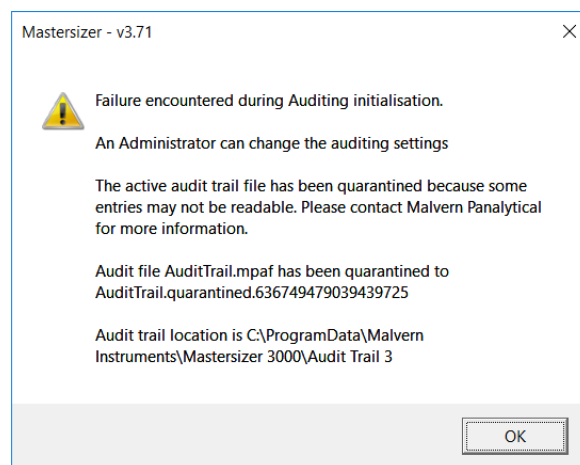 Mastersizer - v3.71
Failure encountered during Auditing initialisation.
An Administrator can change the auditing settings
The active audit trail file has been quarantined because some
entries may not be readable. Please contact Malvern Panalytical
for more information.
Audit file AuditTrail.mpaf has been quarantined to
AuditTrail.quarantined.636749479039439725
Audit trail location is C:\ProgramData\Malvern
Instruments\Mastersizer 3000\Audit Trail 3
OK